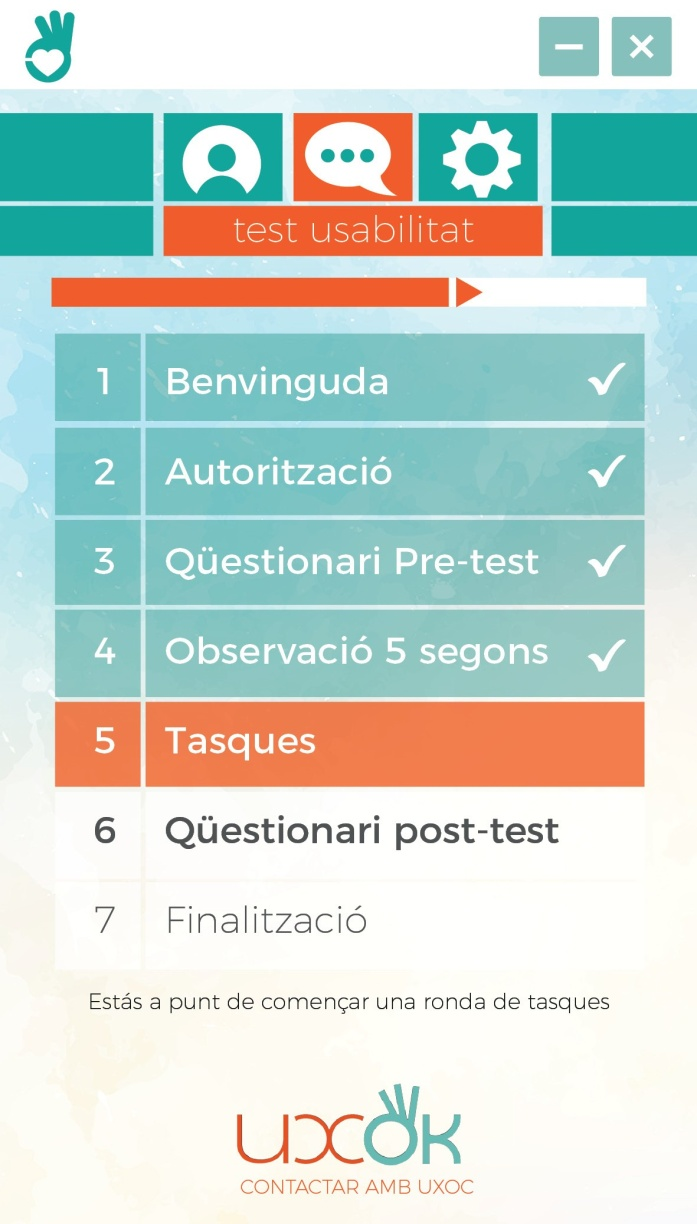 test usabilitat
1 Benvinguda
2 Autorització
3 Qüestionari Pre-test
4 Observació 5 segons
5 Tasques
6 Qüestionari post-test
7 Finalització
Estás a punt de començar una ronda de tasques
UXOK
CONTACTAR AMB UXOC